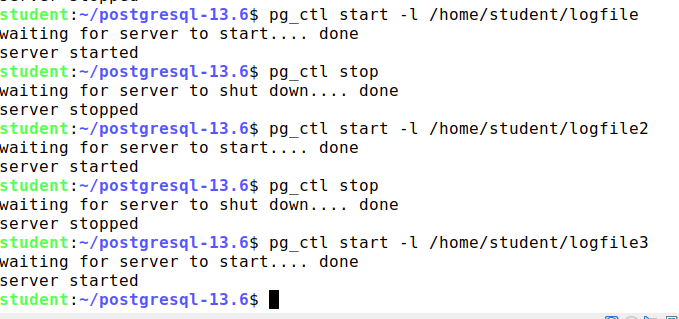 student:~/postgresql-13.6$ pg_ctl start -l /home/student/logfile
waiting for server to start.... done
server started
student:~/postgresql-13.6$ pg_ctl stop
waiting for server to shut down.... done
server stopped
student:~/postgresql-13.6$ pg_ctl start -l /home/student/logfile2
waiting for server to start.... done
server started
student:~/postgresql-13.6$ pg_ctl stop
waiting for server to shut down.... done
server stopped
student:~/postgresql-13.6$ pg_ctl start -l /home/student/logfile3
waiting for server to start.... done
server started
student:~/postgresql-13.6$